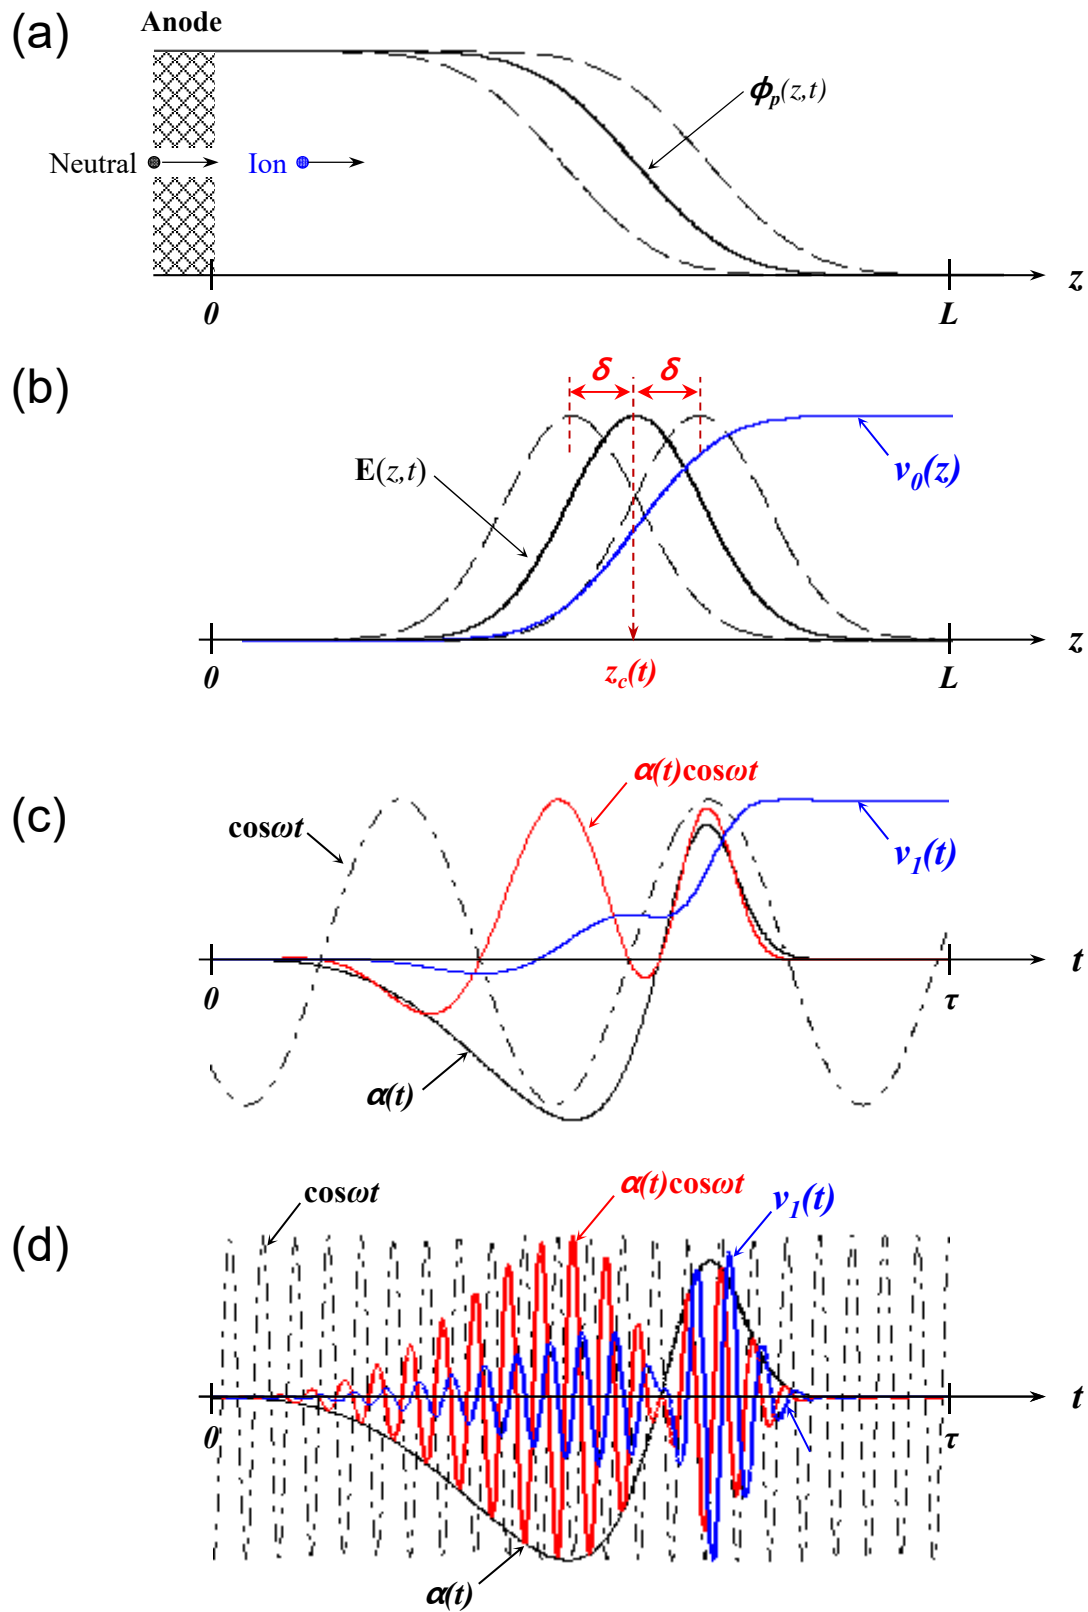 (a)
Anode
ϕp(z,t)
Neutral
Ion
z
0
L
(b)
δ
δ
E(z,t)
v0(z)
z
0
zc(t)
L
(c)
α(t)cosωt
cosωt
v1(t)
t
0
τ
α(t)
(d)
cosωt
α(t)cosωt
v1(t)
t
0
τ
α(t)